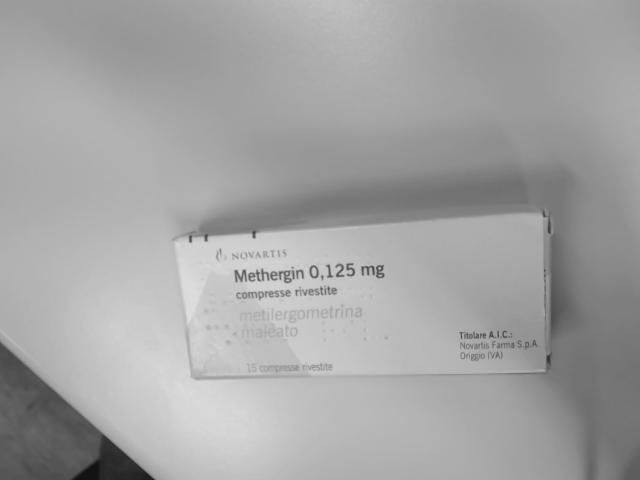 NOVARTIS
Methergin 0,125 mg
compresse rivestite
metilergometrina
maleato
15 compresse rivestite
Titolare A.I.C.:
Novartis Farma S.p.A.
Origgio (VA)